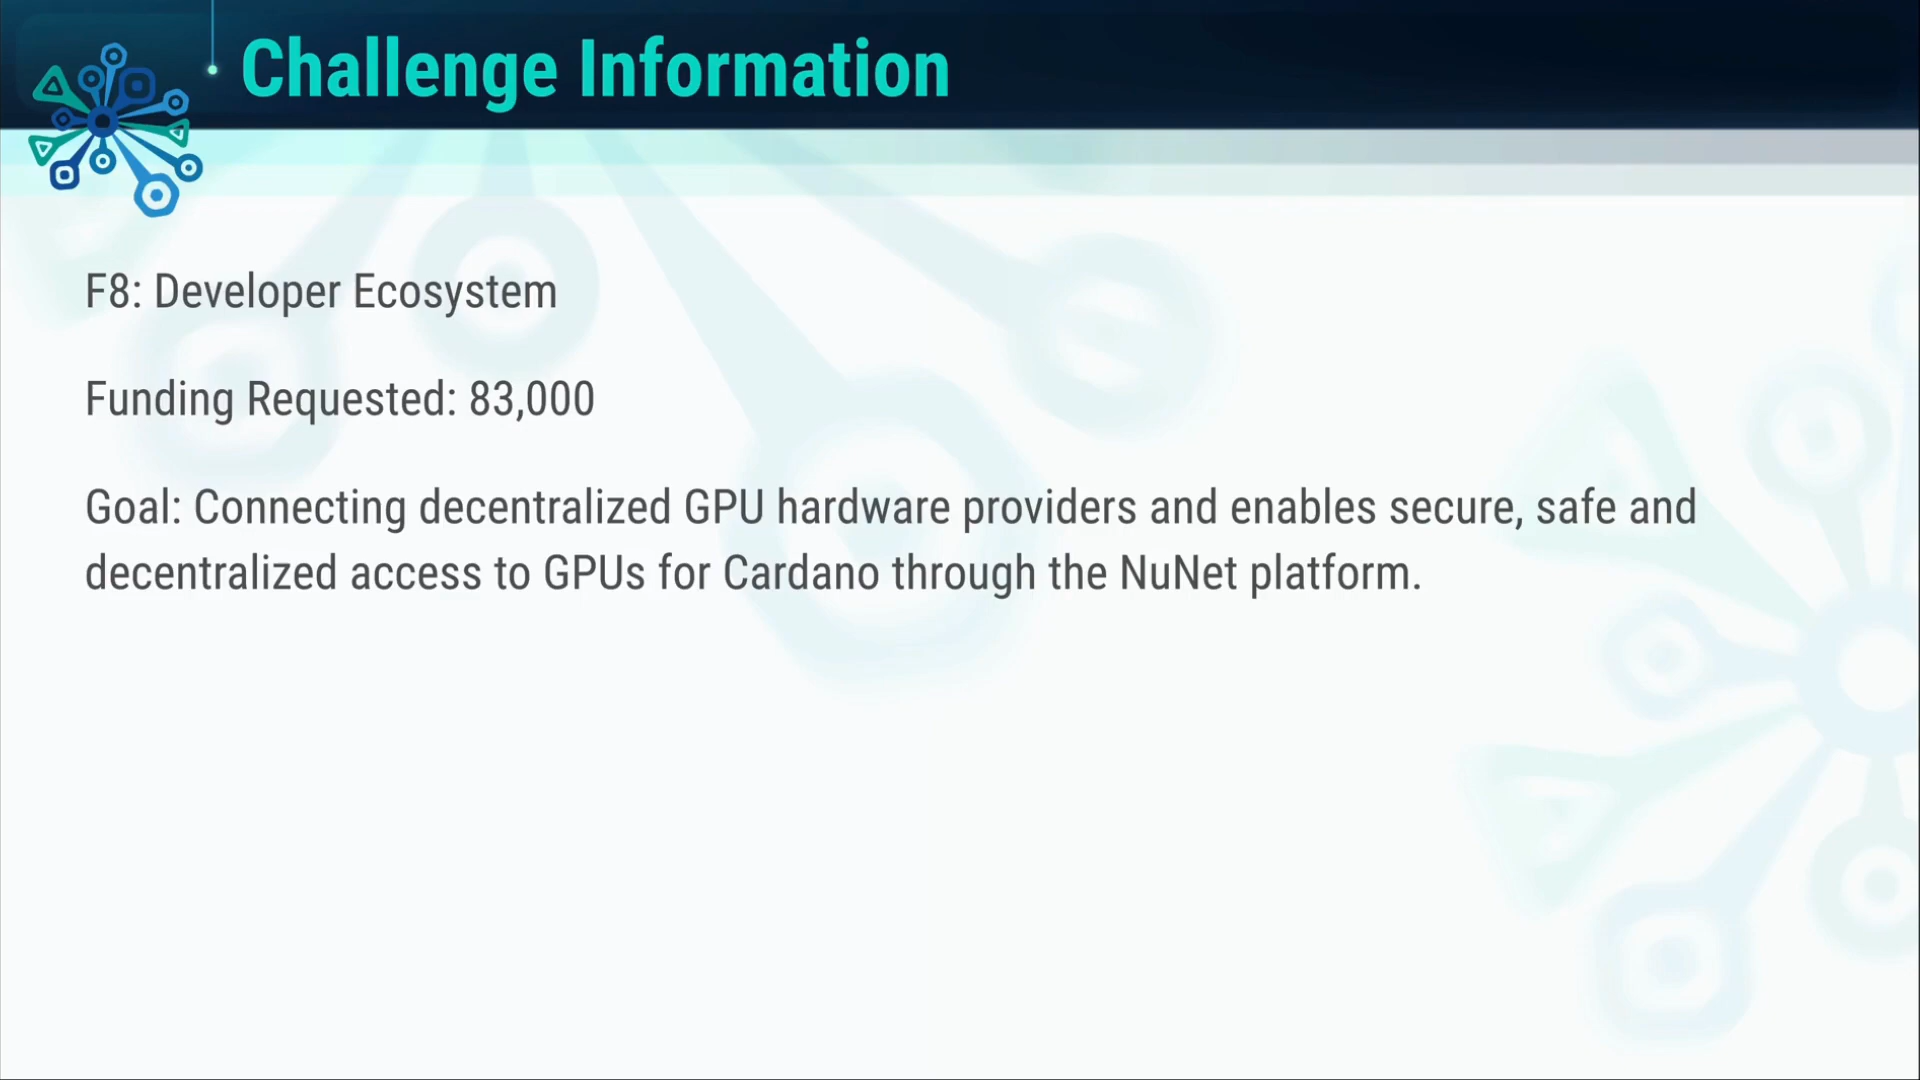 Challenge Information
F8: Developer Ecosystem
Funding Requested: 83,000
Goal: Connecting decentralized GPU hardware providers and enables secure, safe and
decentralized access to GPUs for Cardano through the NuNet platform.